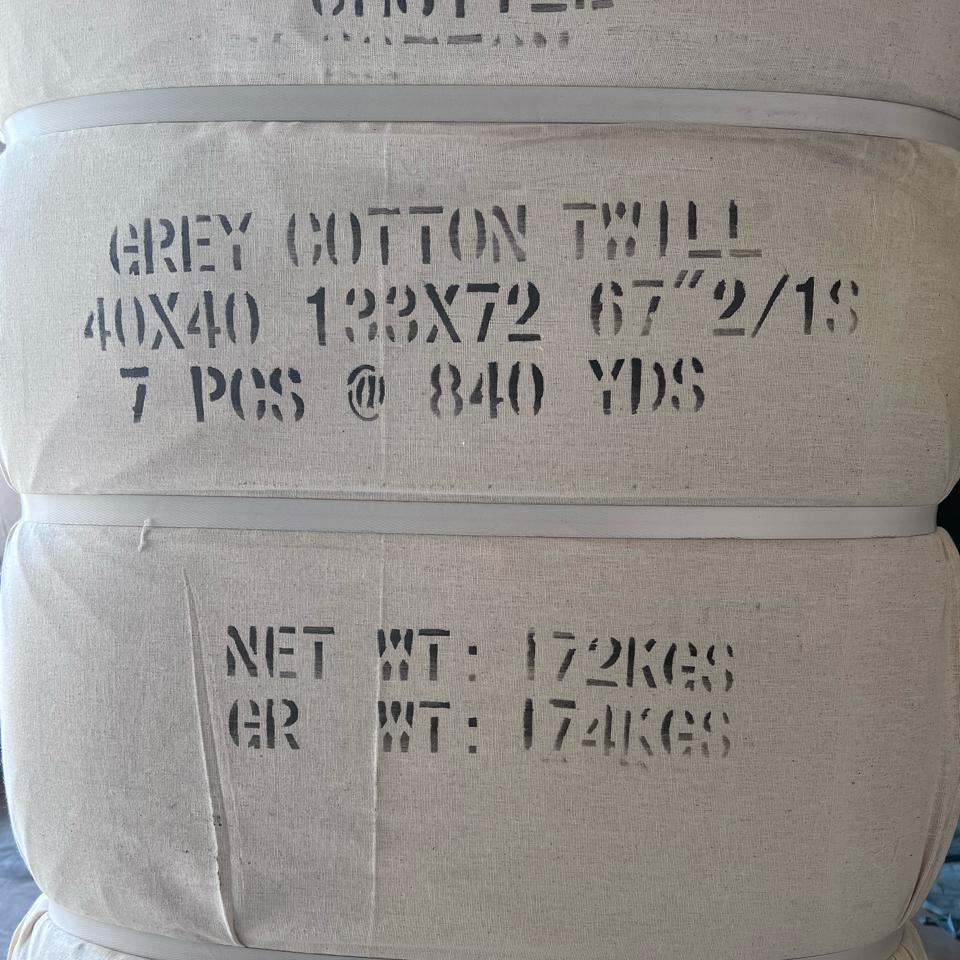 GREY COTTON TWILL
40X40 133X72 67" 2/1S
7 PCS @ 840 YDS
NET WT: 172KGS
GR WT: 174KGS